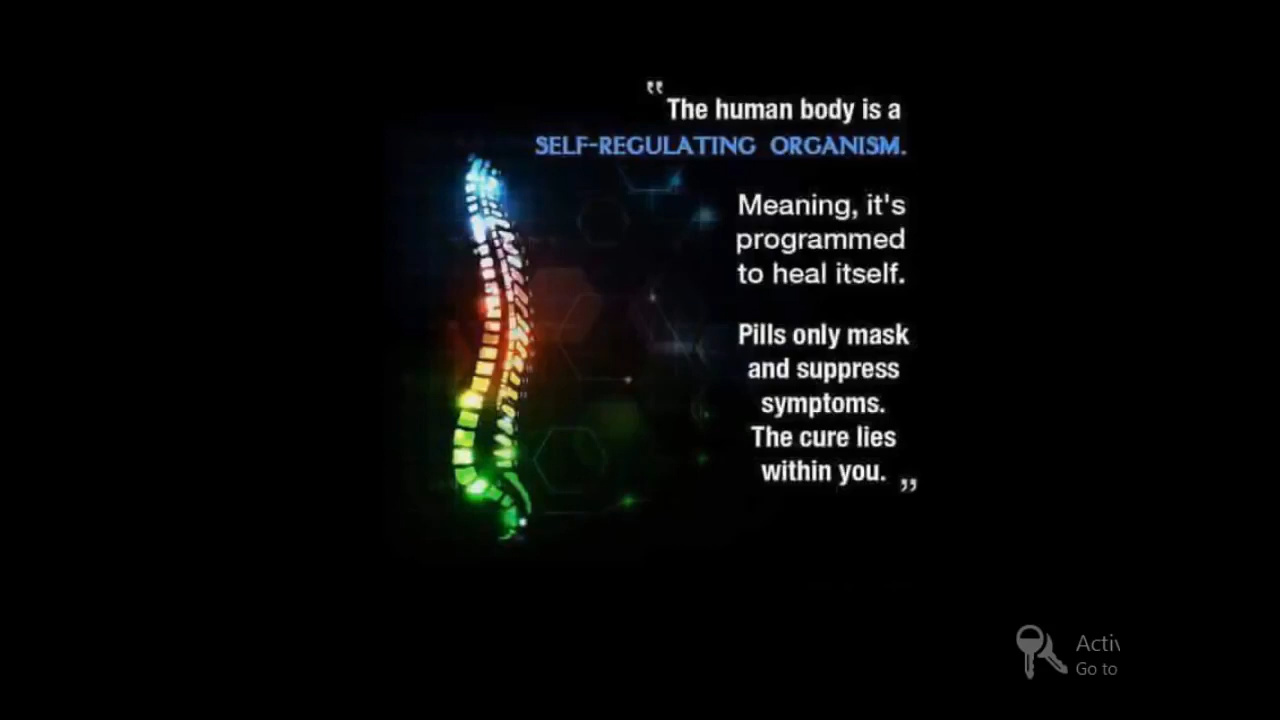 "The human body is a
SELF-REGULATING ORGANISM.
Meaning, it's
programmed
to heal itself.
Pills only mask
and suppress
symptoms.
The cure lies
within you.„
Activ
Go to